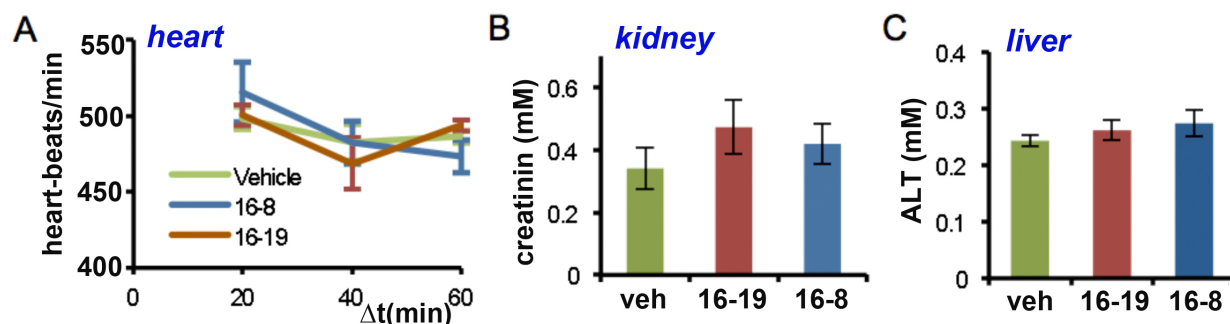 A
heart
heart-beats/min
550
500
450
400
Vehicle
16-8
16-19
0
20
40
60
Δt(min)
B
kidney
creatinin (mM)
0.6
0.4
0.2
0
veh
16-19
16-8
C
liver
ALT (mM)
0.4
0.3
0.2
0.1
0
veh
16-19
16-8